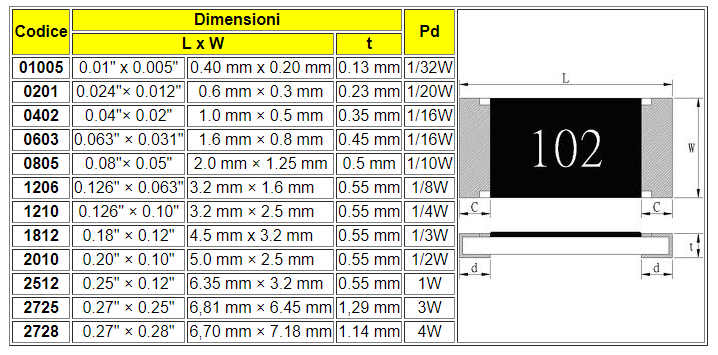 Codice Dimensioni Pd
L x W t
01005 0.01" x 0.005" 0.40 mm x 0.20 mm 0.13 mm 1/32W
0201 0.024"× 0.012" 0.6 mm × 0.3 mm 0.23 mm 1/20W
0402 0.04"× 0.02" 1.0 mm × 0.5 mm 0.35 mm 1/16W
0603 0.063"× 0.031" 1.6 mm × 0.8 mm 0.45 mm 1/16W
0805 0.08"× 0.05" 2.0 mm × 1.25 mm 0.5 mm 1/10W
1206 0.126" × 0.063" 3.2 mm × 1.6 mm 0.55 mm 1/8W
1210 0.126" × 0.10" 3.2 mm × 2.5 mm 0.55 mm 1/4W
1812 0.18" × 0.12" 4.5 mm x 3.2 mm 0.55 mm 1/3W
2010 0.20" × 0.10" 5.0 mm × 2.5 mm 0.55 mm 1/2W
2512 0.25" × 0.12" 6.35 mm × 3.2 mm 0.55 mm 1W
2725 0.27" × 0.25" 6,81 mm × 6.45 mm 1,29 mm 3W
2728 0.27" × 0.28" 6,70 mm × 7.18 mm 1.14 mm 4W
L
102
W
C C
t
d d